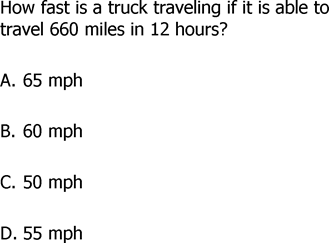 How fast is a truck traveling if it is able to
travel 660 miles in 12 hours?
A. 65 mph
B. 60 mph
C. 50 mph
D. 55 mph